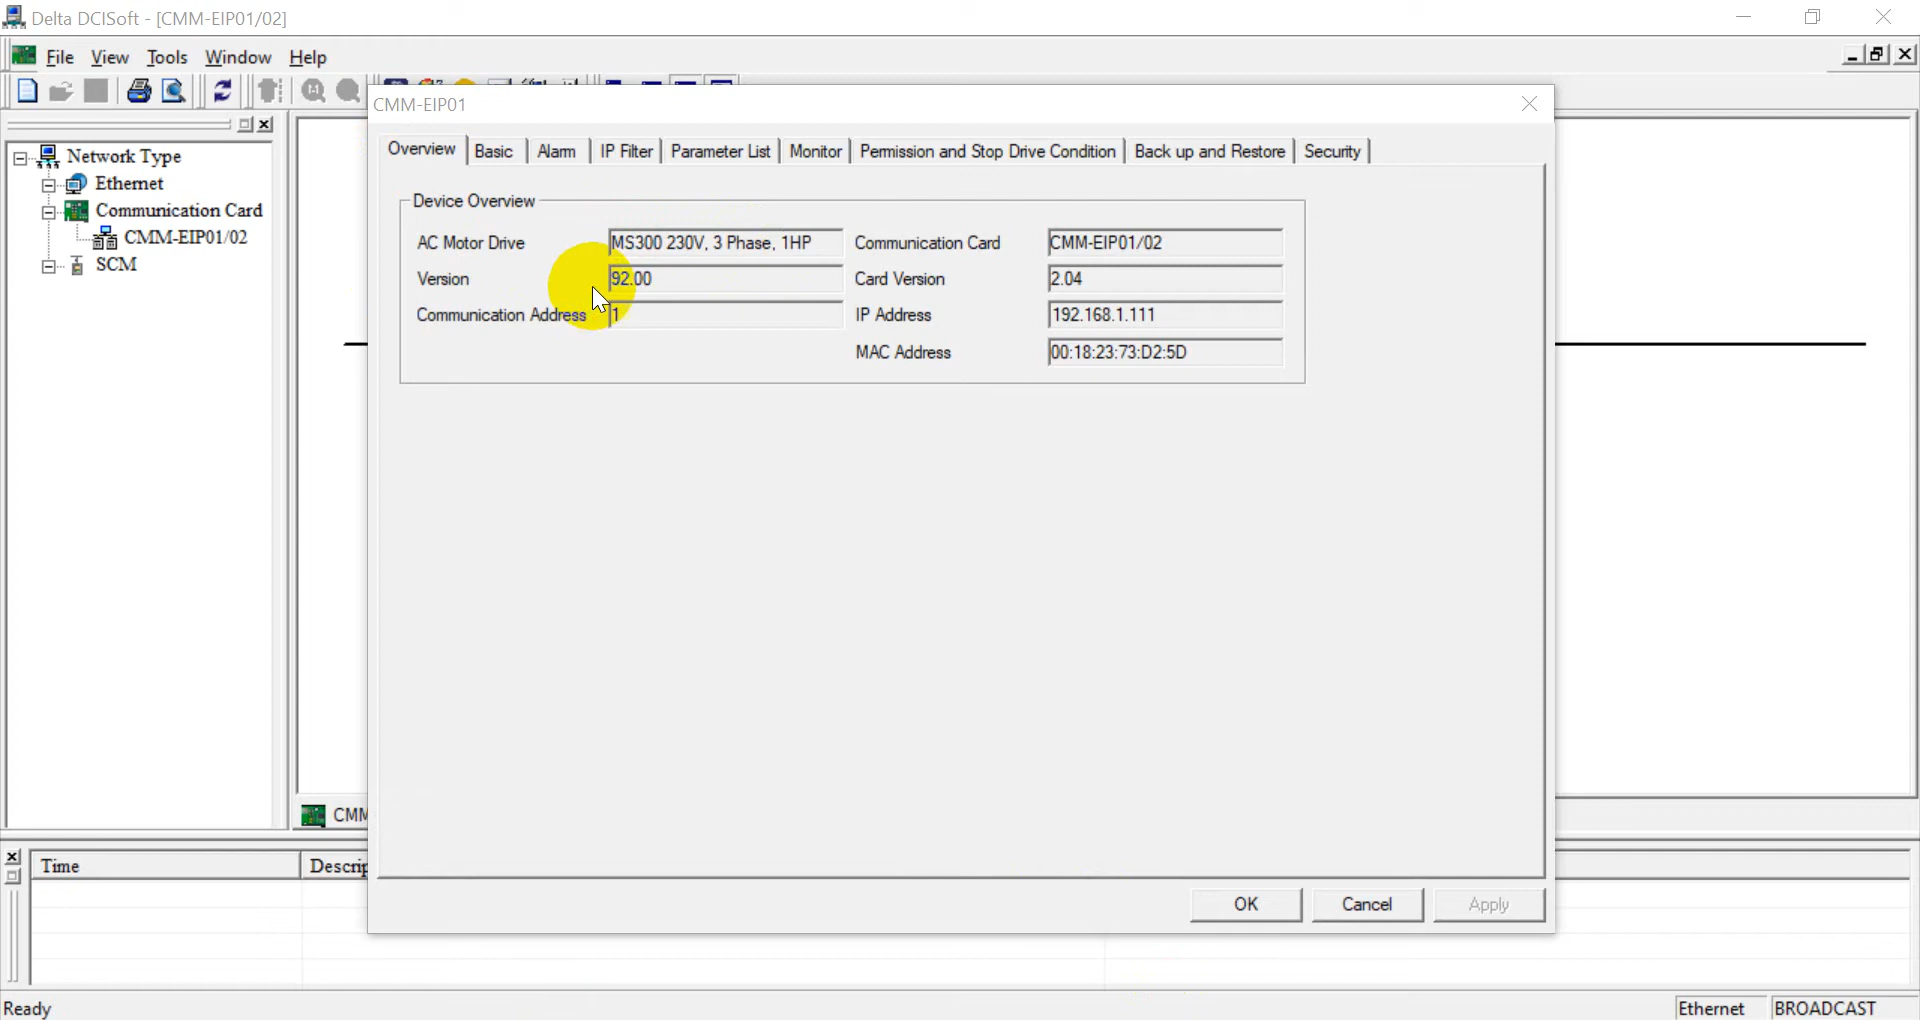 Delta DCISoft - [CMM-EIP01/02]
File View Tools Window Help
CMM-EIP01
Network Type
Ethernet
Communication Card
CMM-EIP01/02
SCM
Overview Basic Alarm IP Filter Parameter List Monitor Permission and Stop Drive Condition Back up and Restore Security
Device Overview
AC Motor Drive MS300 230V, 3 Phase, 1HP Communication Card CMM-EIP01/02
Version 92.00 Card Version 2.04
Communication Address 1 IP Address 192.168.1.111
MAC Address 00:18:23:73:D2:5D
CMM
Time Descrip
OK Cancel Apply
Ready Ethernet BROADCAST